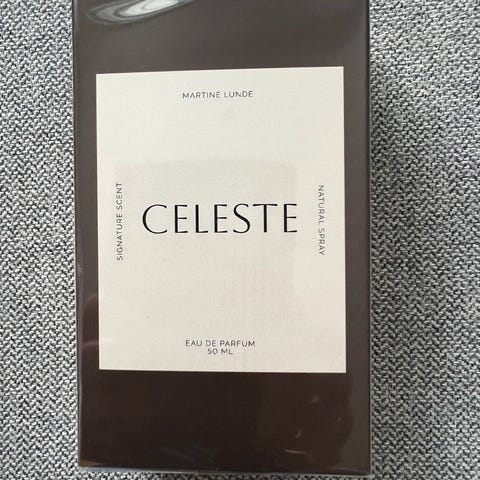 MARTINE LUNDE
SIGNATURE SCENT
CELESTE
NATURAL SPRAY
EAU DE PARFUM
50 ML